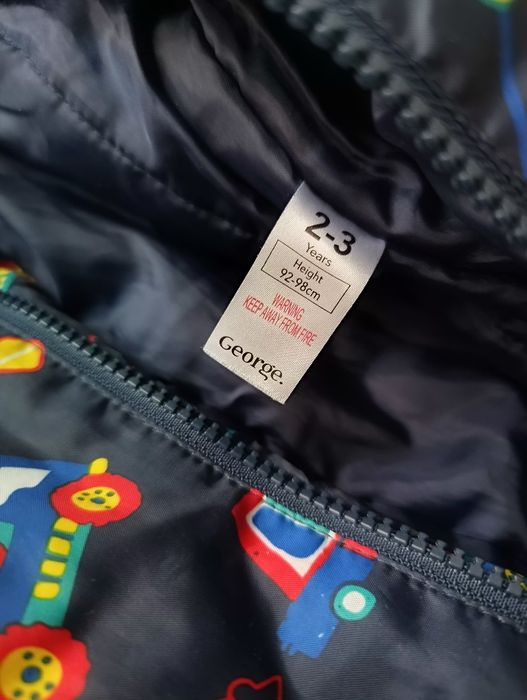 2-3
Years
Height
92-98cm
WARNING
KEEP AWAY FROM FIRE
George.